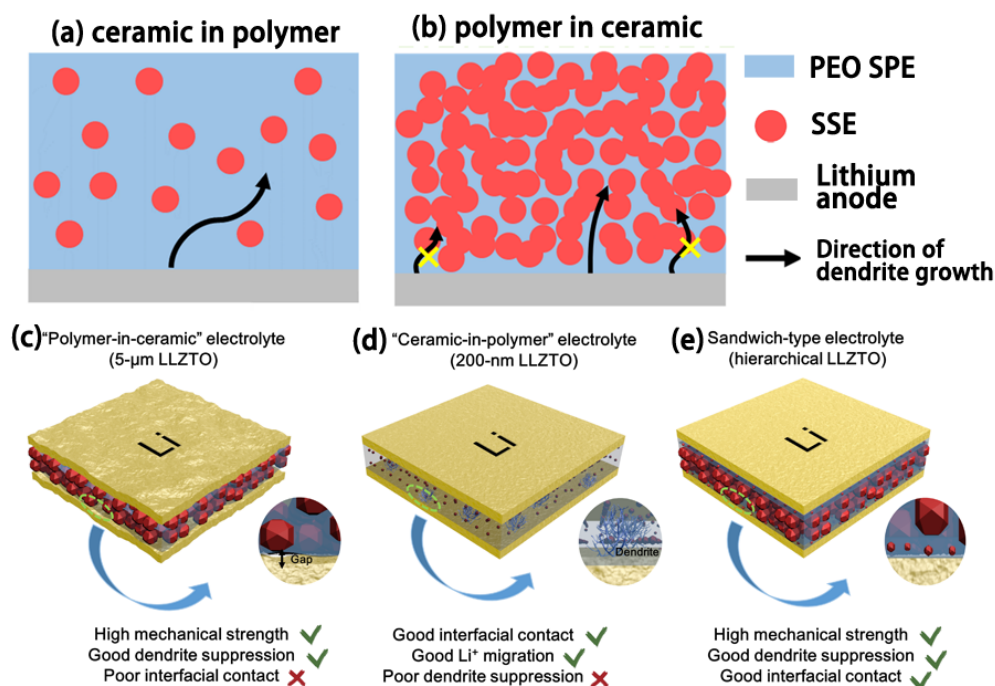 (a) ceramic in polymer
(b) polymer in ceramic
PEO SPE
SSE
Lithium
anode
Direction of
dendrite growth
(c) "Polymer-in-ceramic" electrolyte
(5-μm LLZTO)
Li
Gap
High mechanical strength
Good dendrite suppression
Poor interfacial contact
(d) "Ceramic-in-polymer" electrolyte
(200-nm LLZTO)
Li
Dendrite
Good interfacial contact
Good Li⁺ migration
Poor dendrite suppression
(e) Sandwich-type electrolyte
(hierarchical LLZTO)
Li
High mechanical strength
Good dendrite suppression
Good interfacial contact